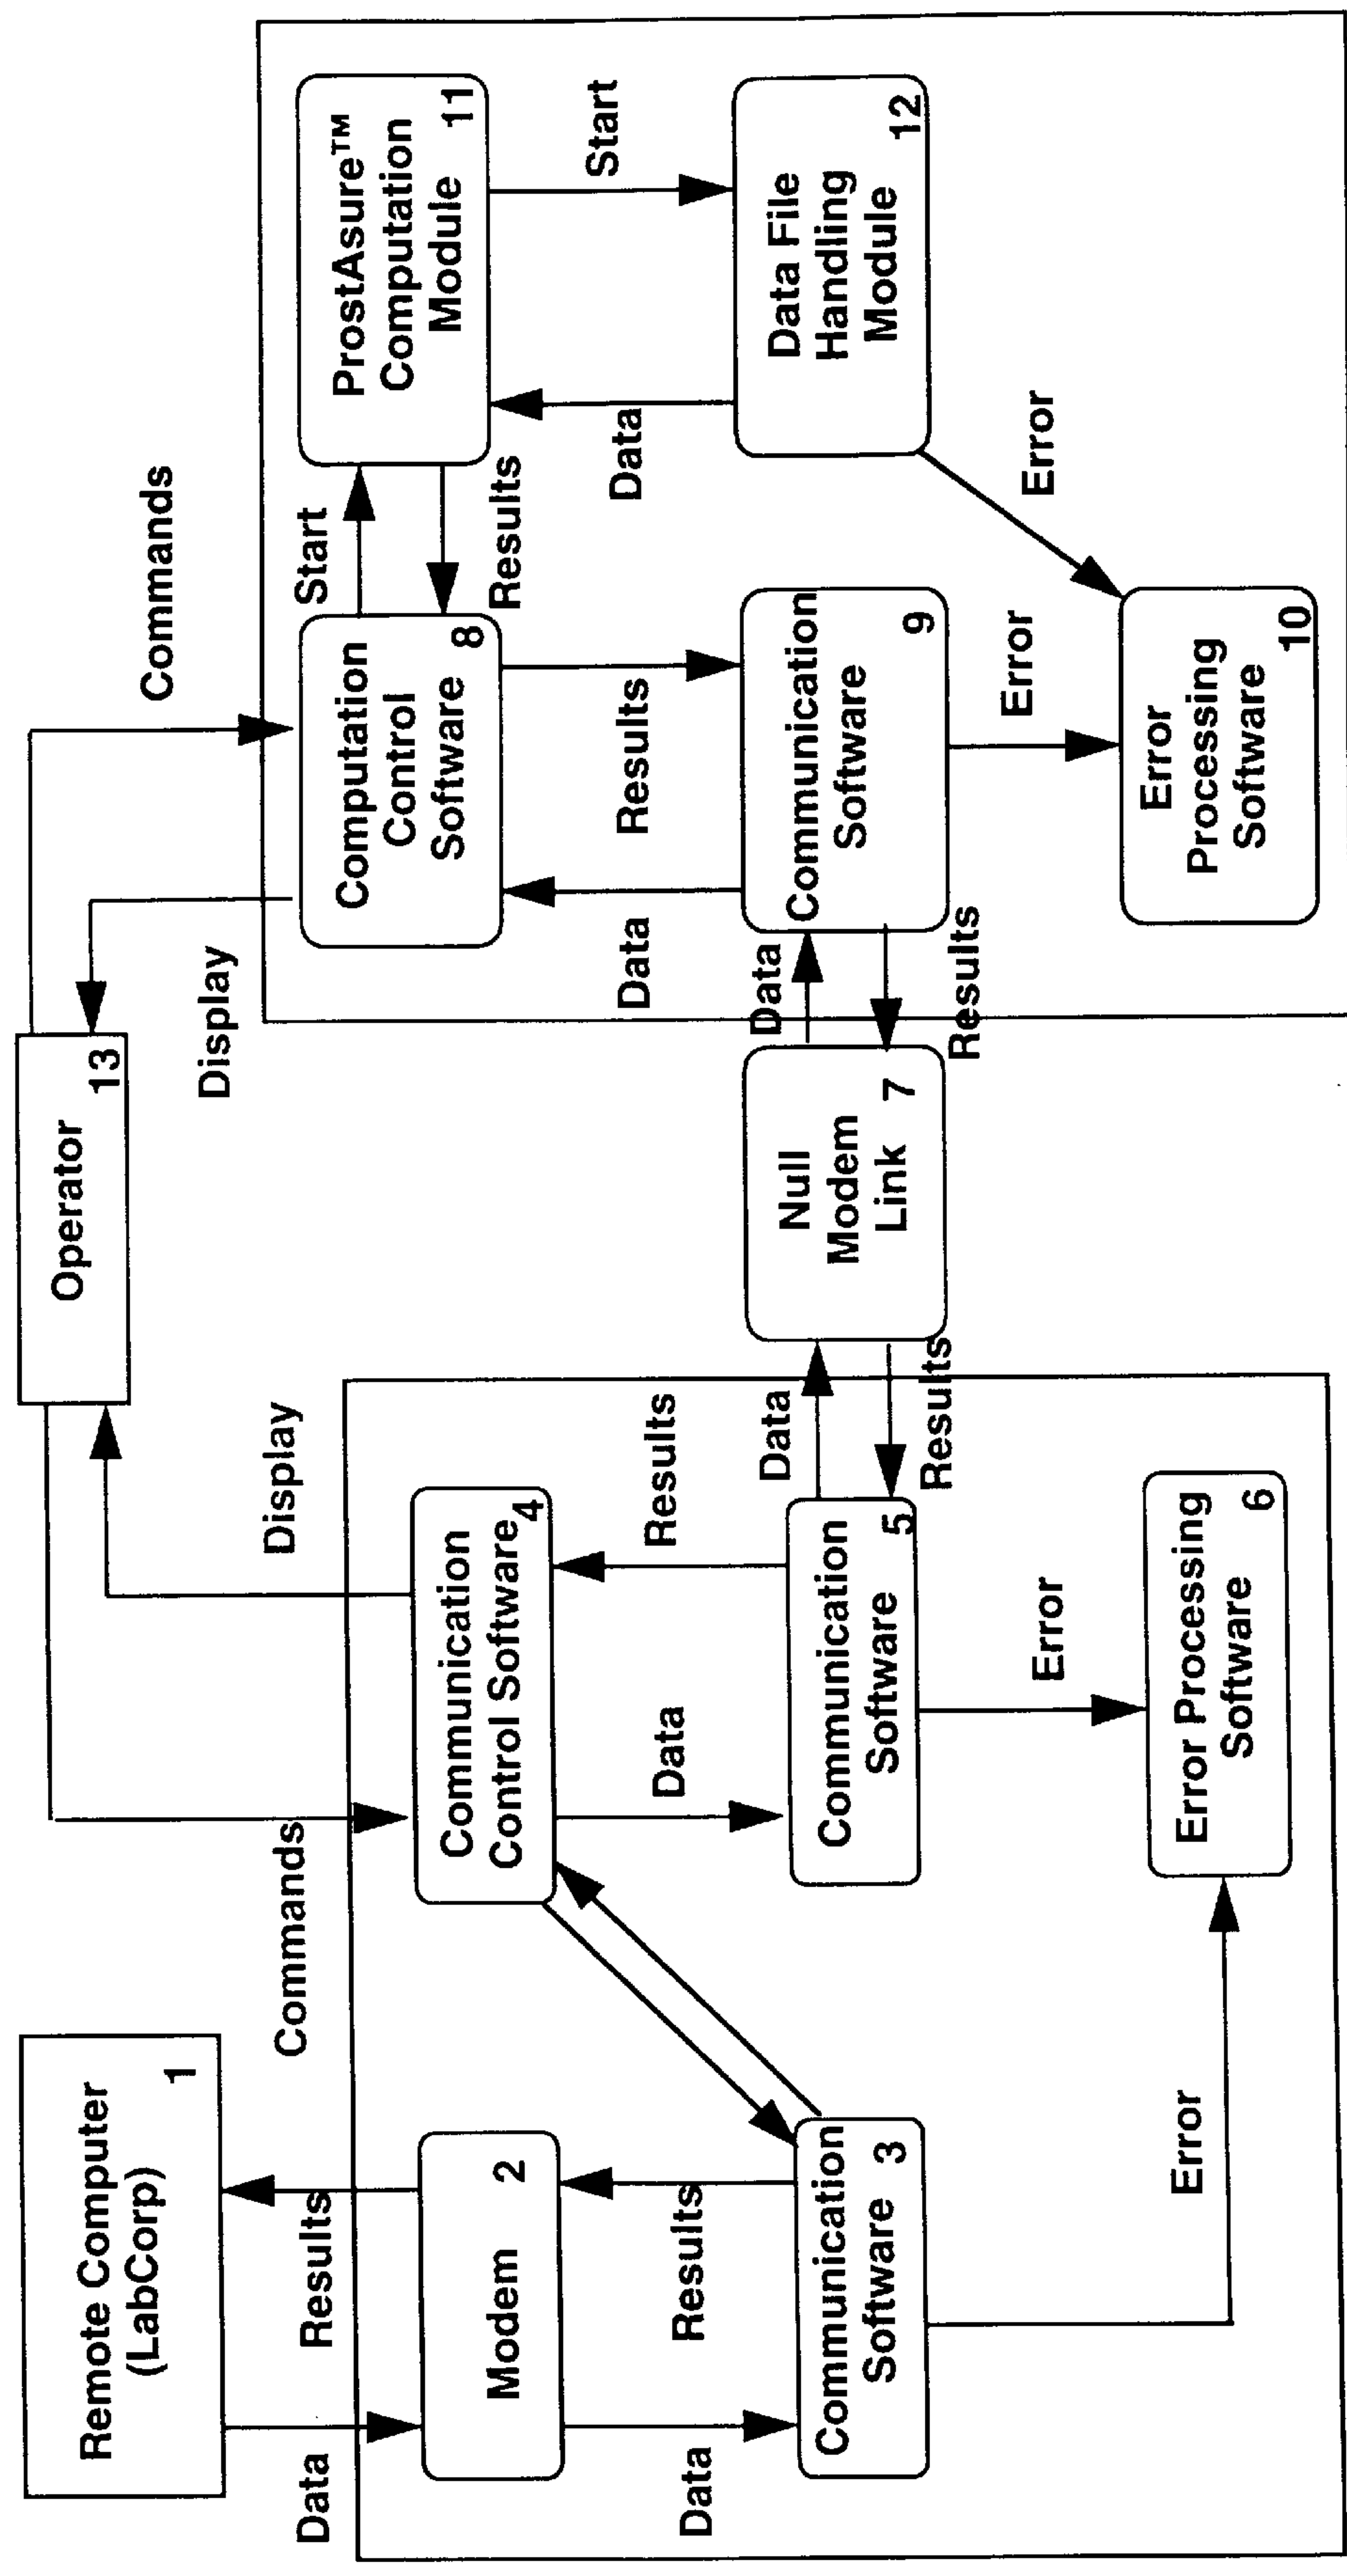 Remote Computer
(LabCorp)
1
Data
Results
Modem
2
Data
Results
Communication
Software
3
Error
Commands
Display
Communication
Control Software
4
Data
Results
Communication
Software
5
Error
Error Processing
Software
6
Data
Results
Operator
13
Null
Modem
Link
7
Data
Results
Display
Commands
Computation
Control
Software
8
Data
Results
Communication
Software
9
Error
Error
Processing
Software
10
Start
Results
ProstAsure™
Computation
Module
11
Data
Start
Data File
Handling
Module
12
Error